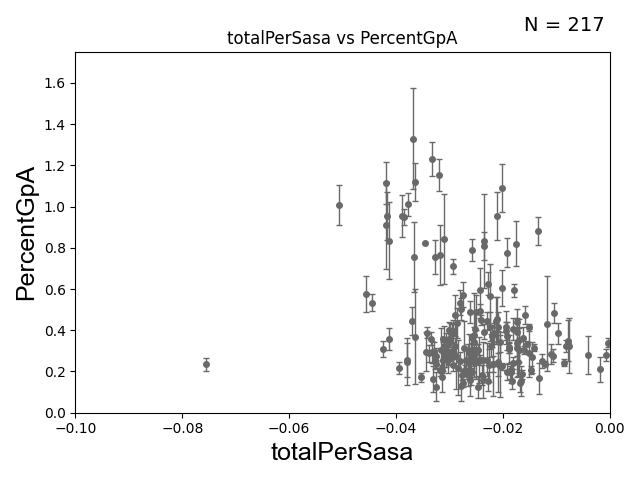 N = 217
totalPerSasa vs PercentGpA
PercentGpA
1.6
1.4
1.2
1.0
0.8
0.6
0.4
0.2
0.0
−0.10 −0.08 −0.06 −0.04 −0.02 0.00
totalPerSasa